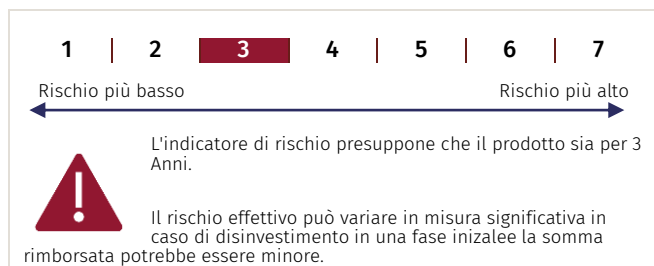 1 | 2 | 3 | 4 | 5 | 6 | 7
Rischio più basso Rischio più alto
L'indicatore di rischio presuppone che il prodotto sia per 3
Anni.
Il rischio effettivo può variare in misura significativa in
caso di disinvestimento in una fase inizalee la somma
rimborsata potrebbe essere minore.